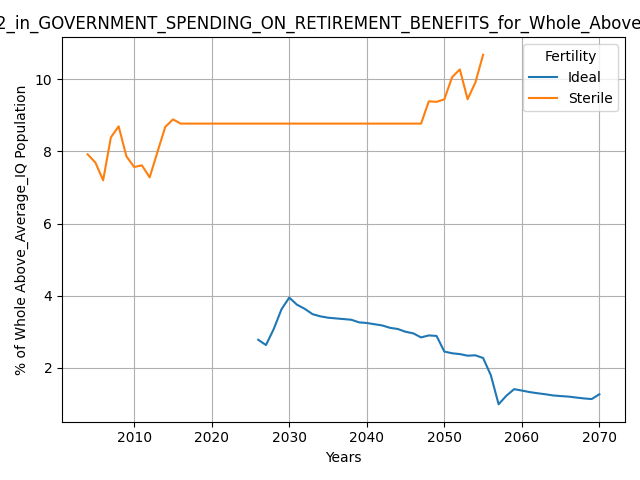 2_in_GOVERNMENT_SPENDING_ON_RETIREMENT_BENEFITS_for_Whole_Above
% of Whole Above_Average_IQ Population
10
8
6
4
2
Fertility
Ideal
Sterile
2010 2020 2030 2040 2050 2060 2070
Years